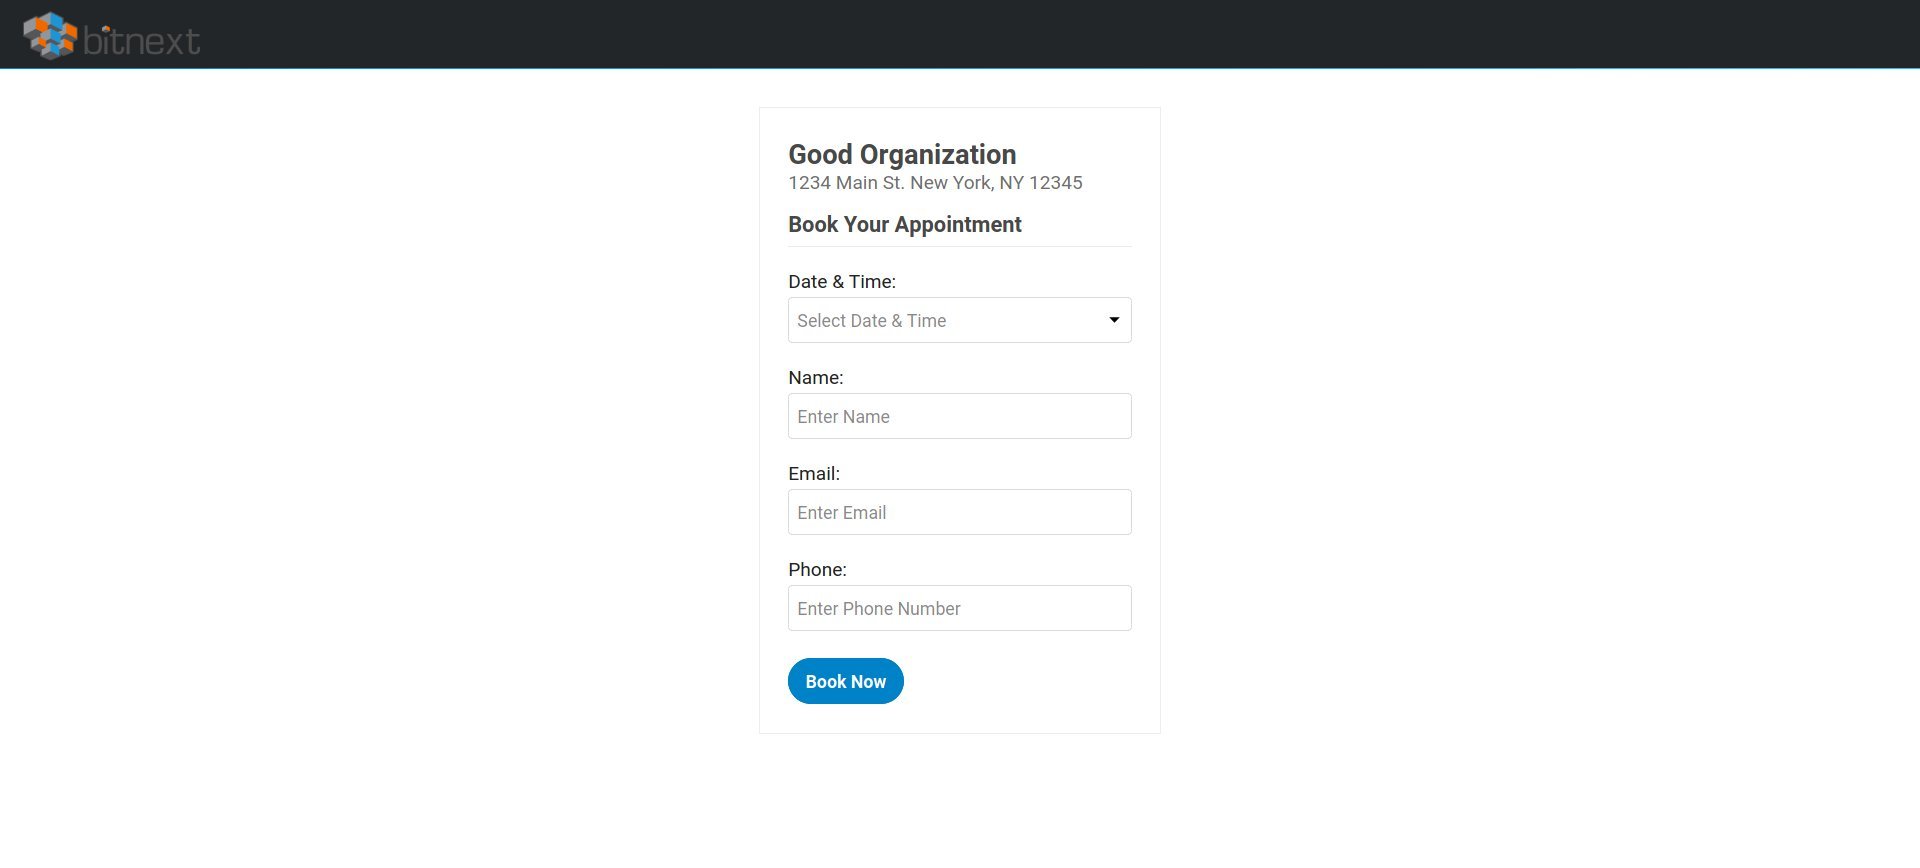 bitnext
Good Organization
1234 Main St. New York, NY 12345
Book Your Appointment
Date & Time:
Select Date & Time
Name:
Enter Name
Email:
Enter Email
Phone:
Enter Phone Number
Book Now